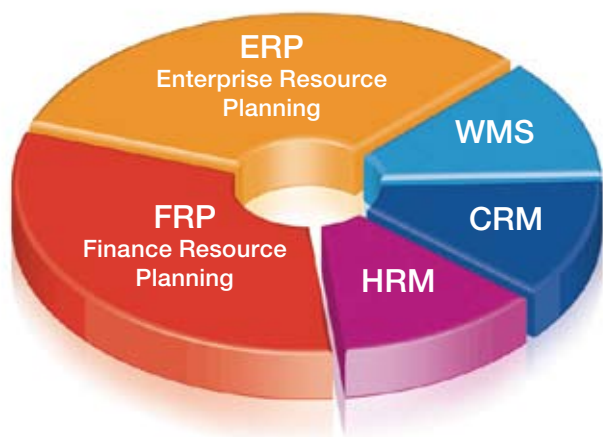 ERP
Enterprise Resource
Planning
WMS
CRM
HRM
FRP
Finance Resource
Planning